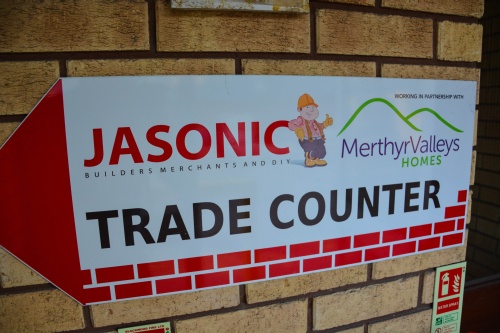 JASONIC
BUILDERS MERCHANTS AND DIY
WORKING IN PARTNERSHIP WITH
MerthyrValleys
HOMES
TRADE COUNTER